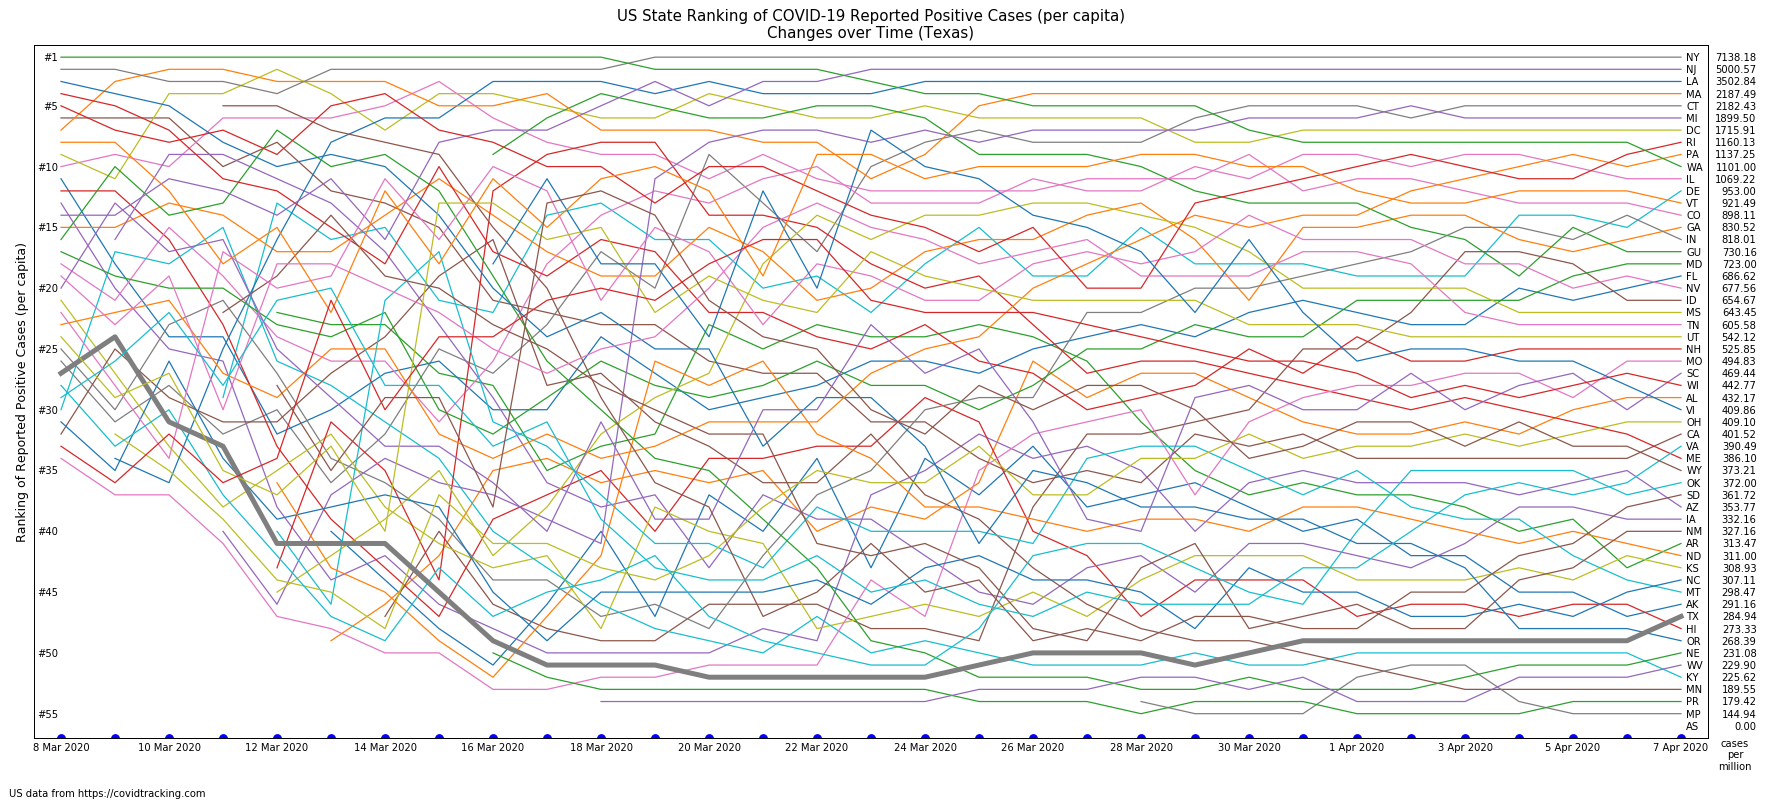 US State Ranking of COVID-19 Reported Positive Cases (per capita)
Changes over Time (Texas)
Ranking of Reported Positive Cases (per capita)
#1
#5
#10
#15
#20
#25
#30
#35
#40
#45
#50
#55
NY 7138.18
NJ 5000.57
LA 3502.84
MA 2187.49
CT 2182.43
MI 1899.50
DC 1715.91
RI 1160.13
PA 1137.25
WA 1101.00
IL 1069.22
DE 953.00
VT 921.49
CO 898.11
GA 830.52
IN 818.01
GU 730.16
MD 723.00
FL 686.62
NV 677.56
ID 654.67
MS 643.45
TN 605.58
UT 542.12
NH 525.85
MO 494.83
SC 469.44
WI 442.77
AL 432.17
VI 409.86
OH 409.10
CA 401.52
VA 390.49
ME 386.10
WY 373.21
OK 372.00
SD 361.72
AZ 353.77
IA 332.16
NM 327.16
AR 313.47
ND 311.00
KS 308.93
NC 307.11
MT 298.47
AK 291.16
TX 284.94
HI 273.33
OR 268.39
NE 231.08
WV 229.90
KY 225.62
MN 189.55
PR 179.42
MP 144.94
AS 0.00
8 Mar 2020 10 Mar 2020 12 Mar 2020 14 Mar 2020 16 Mar 2020 18 Mar 2020 20 Mar 2020 22 Mar 2020 24 Mar 2020 26 Mar 2020 28 Mar 2020 30 Mar 2020 1 Apr 2020 3 Apr 2020 5 Apr 2020 7 Apr 2020
cases
per
million
US data from https://covidtracking.com